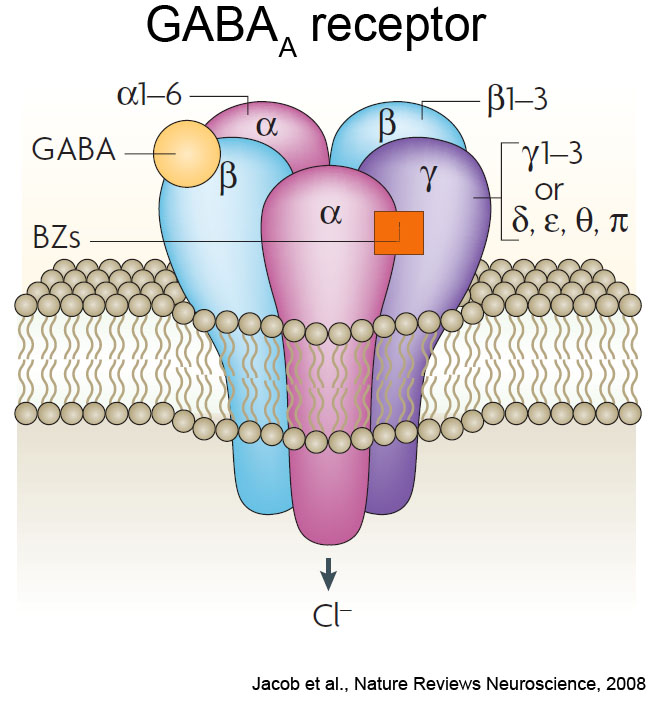 GABAA receptor
α1–6
β1–3
α
β
GABA
β
γ
γ1–3
or
δ, ε, θ, π
α
BZs
Cl–
Jacob et al., Nature Reviews Neuroscience, 2008